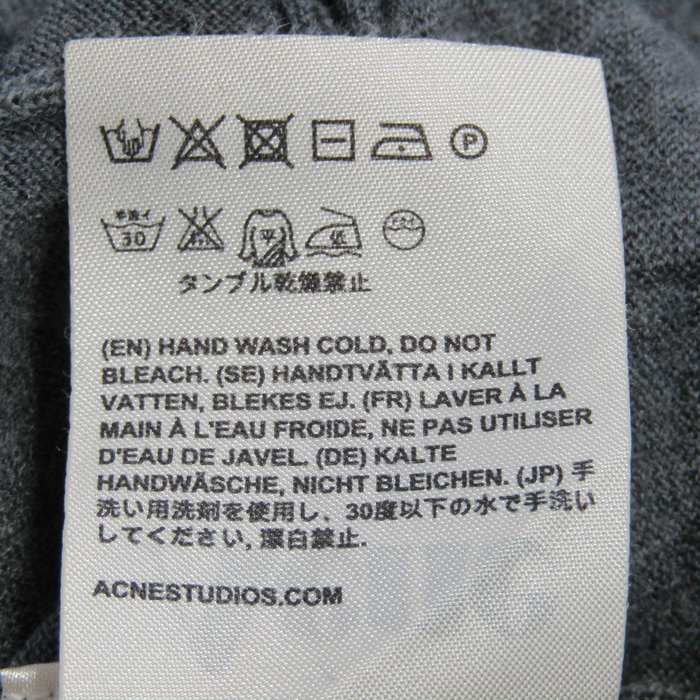 P
手洗イ
30
平
低
タンブル乾燥禁止
(EN) HAND WASH COLD, DO NOT
BLEACH. (SE) HANDTVÄTTA I KALLT
VATTEN, BLEKES EJ. (FR) LAVER À LA
MAIN À L'EAU FROIDE, NE PAS UTILISER
D'EAU DE JAVEL. (DE) KALTE
HANDWÄSCHE, NICHT BLEICHEN. (JP) 手
洗い用洗剤を使用し、30度以下の水で手洗い
してください, 漂白禁止.
ACNESTUDIOS.COM